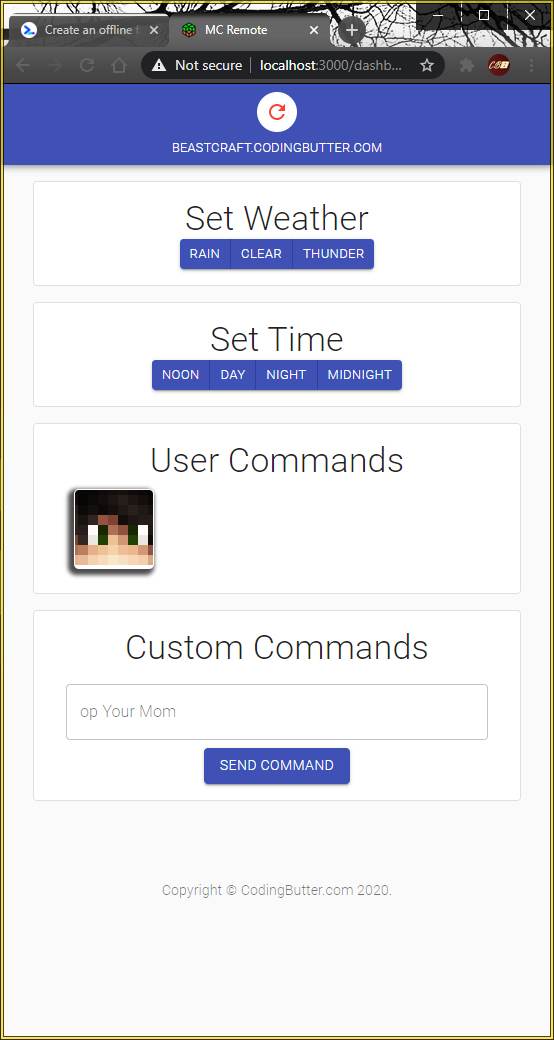 Create an offline f
MC Remote
Not secure
localhost:3000/dashb...
BEASTCRAFT.CODINGBUTTER.COM
Set Weather
RAIN CLEAR THUNDER
Set Time
NOON DAY NIGHT MIDNIGHT
User Commands
Custom Commands
op Your Mom
SEND COMMAND
Copyright © CodingButter.com 2020.